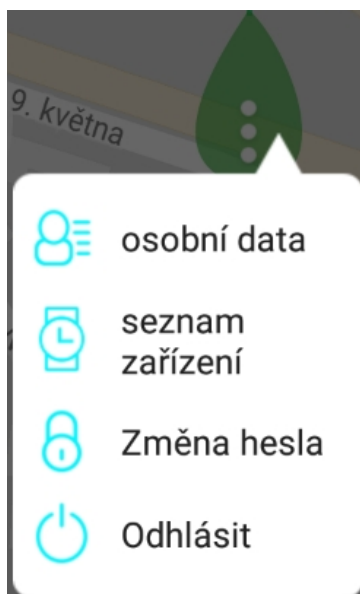 9. května
osobní data
seznam
zařízení
Změna hesla
Odhlásit